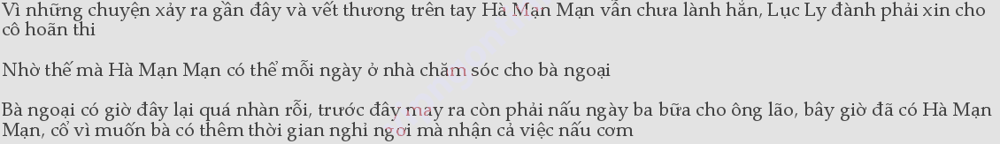 Vì những chuyện xảy ra gần đây và vết thương trên tay Hà Mạn Mạn vẫn chưa lành hẳn, Lục Ly đành phải xin cho
cô hoãn thi
Nhờ thế mà Hà Mạn Mạn có thể mỗi ngày ở nhà chăm sóc cho bà ngoại
Bà ngoại có giờ đây lại quá nhàn rỗi, trước đây may ra còn phải nấu ngày ba bữa cho ông lão, bây giờ đã có Hà Mạn
Mạn, cổ vì muốn bà có thêm thời gian nghỉ ngơi mà nhận cả việc nấu cơm